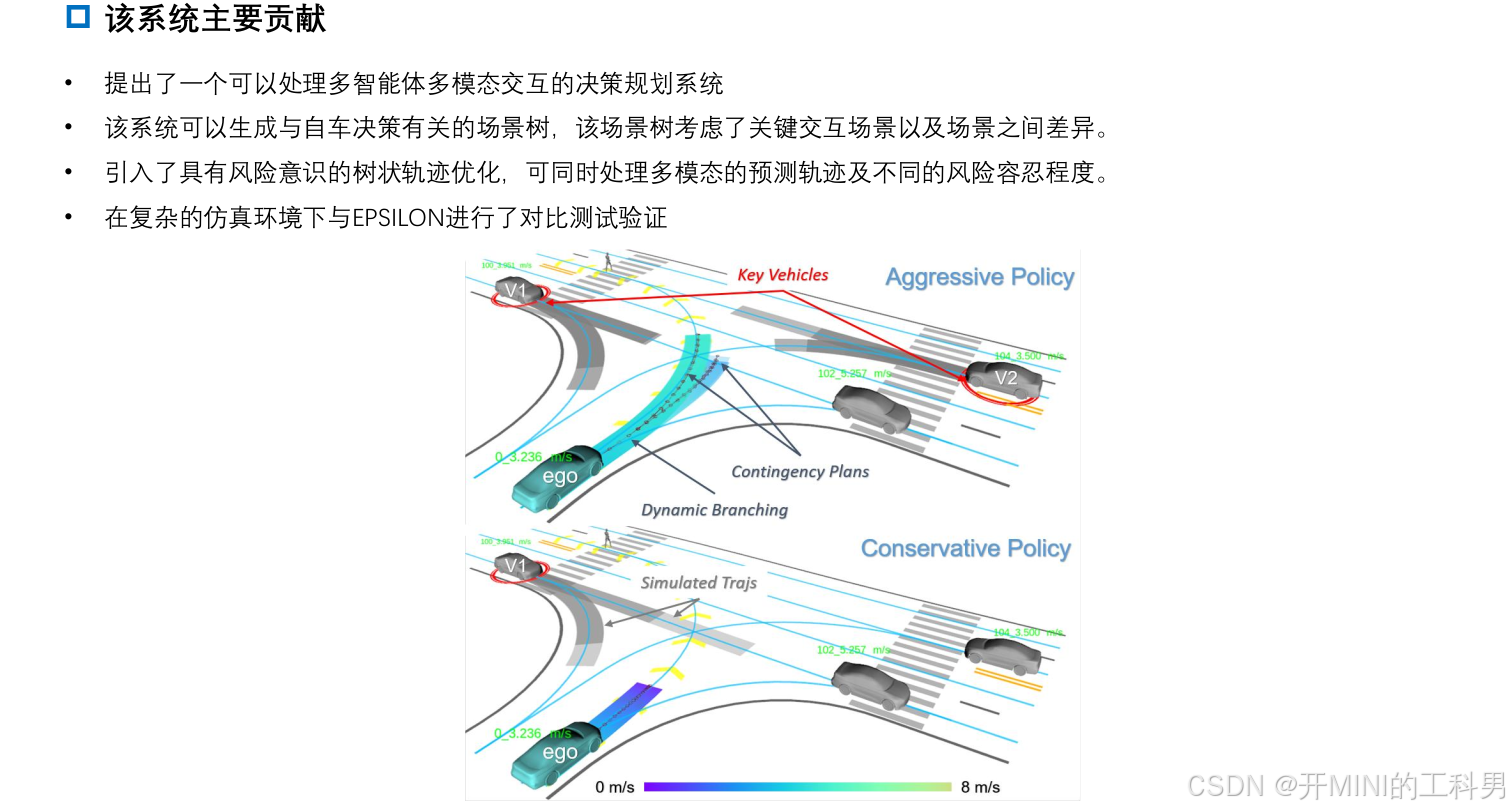 该系统主要贡献
• 提出了一个可以处理多智能体多模态交互的决策规划系统
• 该系统可以生成与自车决策有关的场景树，该场景树考虑了关键交互场景以及场景之间差异。
• 引入了具有风险意识的树状轨迹优化，可同时处理多模态的预测轨迹及不同的风险容忍程度。
• 在复杂的仿真环境下与EPSILON进行了对比测试验证
100_3.951 m/s
V1
Key Vehicles
Aggressive Policy
104_3.500 m/s
102_5.257 m/s
V2
0_3.236 m/s
ego
Contingency Plans
Dynamic Branching
100_3.951 m/s
V1
Conservative Policy
Simulated Trajs
104_3.500 m/s
102_5.257 m/s
0_3.236 m/s
ego
0 m/s
8 m/s
CSDN @开MINI的工科男